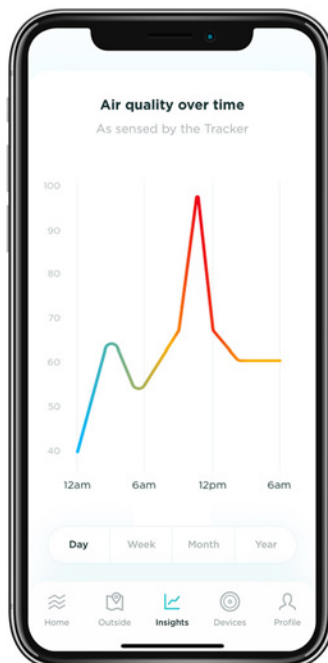 Air quality over time
As sensed by the Tracker
100
90
80
70
60
50
40
12am 6am 12pm 6am
Day Week Month Year
Home Outside Insights Devices Profile